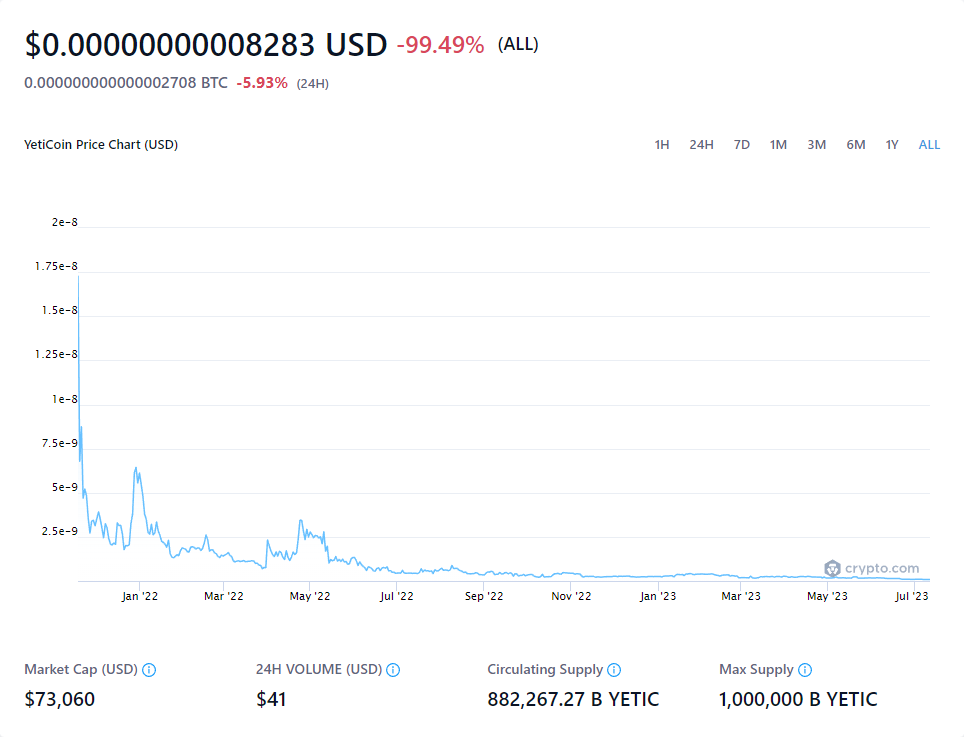 $0.00000000008283 USD -99.49% (ALL)
0.000000000000002708 BTC -5.93% (24H)
YetiCoin Price Chart (USD) 1H 24H 7D 1M 3M 6M 1Y ALL
2e-8
1.75e-8
1.5e-8
1.25e-8
1e-8
7.5e-9
5e-9
2.5e-9
crypto.com
Jan '22 Mar '22 May '22 Jul '22 Sep '22 Nov '22 Jan '23 Mar '23 May '23 Jul '23
Market Cap (USD) 24H VOLUME (USD) Circulating Supply Max Supply
$73,060 $41 882,267.27 B YETIC 1,000,000 B YETIC